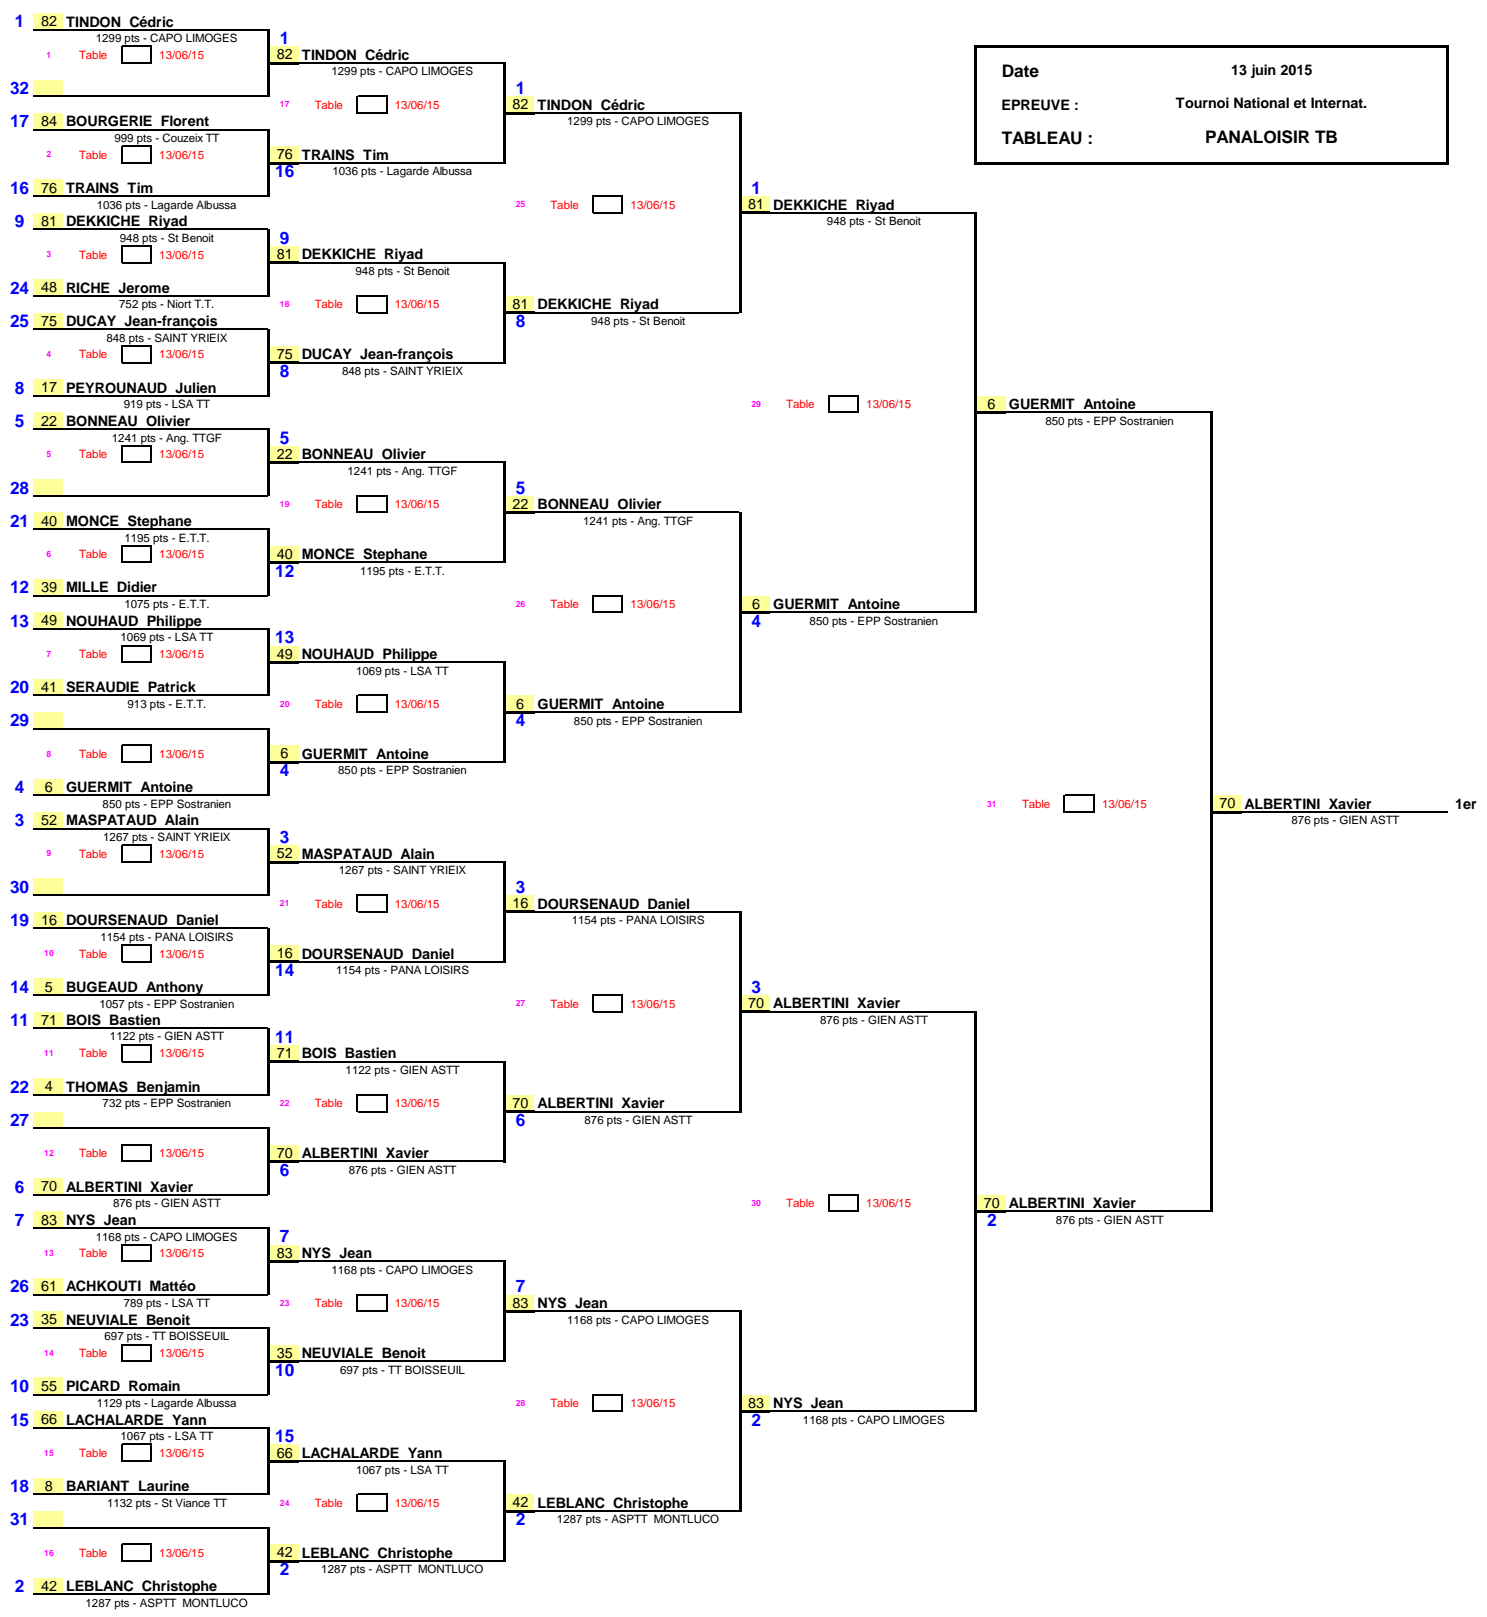 Date 13 juin 2015
EPREUVE : Tournoi National et Internat.
TABLEAU : PANALOISIR TB
1 82 TINDON Cédric
1299 pts - CAPO LIMOGES
1 Table 13/06/15
32
17 84 BOURGERIE Florent
999 pts - Couzeix TT
2 Table 13/06/15
16 76 TRAINS Tim
1036 pts - Lagarde Albussa
9 81 DEKKICHE Riyad
948 pts - St Benoit
3 Table 13/06/15
24 48 RICHE Jerome
752 pts - Niort T.T.
25 75 DUCAY Jean-françois
848 pts - SAINT YRIEIX
4 Table 13/06/15
8 17 PEYROUNAUD Julien
919 pts - LSA TT
5 22 BONNEAU Olivier
1241 pts - Ang. TTGF
5 Table 13/06/15
28
21 40 MONCE Stephane
1195 pts - E.T.T.
6 Table 13/06/15
12 39 MILLE Didier
1075 pts - E.T.T.
13 49 NOUHAUD Philippe
1069 pts - LSA TT
7 Table 13/06/15
20 41 SERAUDIE Patrick
913 pts - E.T.T.
29
8 Table 13/06/15
4 6 GUERMIT Antoine
850 pts - EPP Sostranien
3 52 MASPATAUD Alain
1267 pts - SAINT YRIEIX
9 Table 13/06/15
30
19 16 DOURSENAUD Daniel
1154 pts - PANA LOISIRS
10 Table 13/06/15
14 5 BUGEAUD Anthony
1057 pts - EPP Sostranien
11 71 BOIS Bastien
1122 pts - GIEN ASTT
11 Table 13/06/15
22 4 THOMAS Benjamin
732 pts - EPP Sostranien
27
12 Table 13/06/15
6 70 ALBERTINI Xavier
876 pts - GIEN ASTT
7 83 NYS Jean
1168 pts - CAPO LIMOGES
13 Table 13/06/15
26 61 ACHKOUTI Mattéo
789 pts - LSA TT
23 35 NEUVIALE Benoit
697 pts - TT BOISSEUIL
14 Table 13/06/15
10 55 PICARD Romain
1129 pts - Lagarde Albussa
15 66 LACHALARDE Yann
1067 pts - LSA TT
15 Table 13/06/15
18 8 BARIANT Laurine
1132 pts - St Viance TT
31
16 Table 13/06/15
2 42 LEBLANC Christophe
1287 pts - ASPTT MONTLUCO
1
82 TINDON Cédric
1299 pts - CAPO LIMOGES
17 Table 13/06/15
76 TRAINS Tim
16
1036 pts - Lagarde Albussa
9
81 DEKKICHE Riyad
948 pts - St Benoit
18 Table 13/06/15
75 DUCAY Jean-françois
8
848 pts - SAINT YRIEIX
5
22 BONNEAU Olivier
1241 pts - Ang. TTGF
19 Table 13/06/15
40 MONCE Stephane
12
1195 pts - E.T.T.
13
49 NOUHAUD Philippe
1069 pts - LSA TT
20 Table 13/06/15
6 GUERMIT Antoine
4
850 pts - EPP Sostranien
3
52 MASPATAUD Alain
1267 pts - SAINT YRIEIX
21 Table 13/06/15
16 DOURSENAUD Daniel
14
1154 pts - PANA LOISIRS
11
71 BOIS Bastien
1122 pts - GIEN ASTT
22 Table 13/06/15
70 ALBERTINI Xavier
6
876 pts - GIEN ASTT
7
83 NYS Jean
1168 pts - CAPO LIMOGES
23 Table 13/06/15
35 NEUVIALE Benoit
10
697 pts - TT BOISSEUIL
15
66 LACHALARDE Yann
1067 pts - LSA TT
24 Table 13/06/15
42 LEBLANC Christophe
2
1287 pts - ASPTT MONTLUCO
1
82 TINDON Cédric
1299 pts - CAPO LIMOGES
25 Table 13/06/15
81 DEKKICHE Riyad
8
948 pts - St Benoit
5
22 BONNEAU Olivier
1241 pts - Ang. TTGF
26 Table 13/06/15
6 GUERMIT Antoine
4
850 pts - EPP Sostranien
3
16 DOURSENAUD Daniel
1154 pts - PANA LOISIRS
27 Table 13/06/15
70 ALBERTINI Xavier
6
876 pts - GIEN ASTT
7
83 NYS Jean
1168 pts - CAPO LIMOGES
28 Table 13/06/15
42 LEBLANC Christophe
2
1287 pts - ASPTT MONTLUCO
1
81 DEKKICHE Riyad
948 pts - St Benoit
29 Table 13/06/15
6 GUERMIT Antoine
4
850 pts - EPP Sostranien
3
70 ALBERTINI Xavier
876 pts - GIEN ASTT
30 Table 13/06/15
83 NYS Jean
2
1168 pts - CAPO LIMOGES
6 GUERMIT Antoine
850 pts - EPP Sostranien
31 Table 13/06/15
70 ALBERTINI Xavier
2
876 pts - GIEN ASTT
70 ALBERTINI Xavier 1er
876 pts - GIEN ASTT